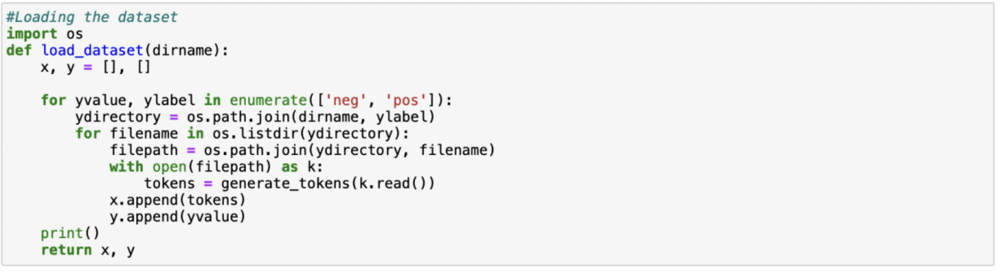 #Loading the dataset
import os
def load_dataset(dirname):
    x, y = [], []

    for yvalue, ylabel in enumerate(['neg', 'pos']):
        ydirectory = os.path.join(dirname, ylabel)
        for filename in os.listdir(ydirectory):
            filepath = os.path.join(ydirectory, filename)
            with open(filepath) as k:
                tokens = generate_tokens(k.read())
            x.append(tokens)
            y.append(yvalue)
    print()
    return x, y